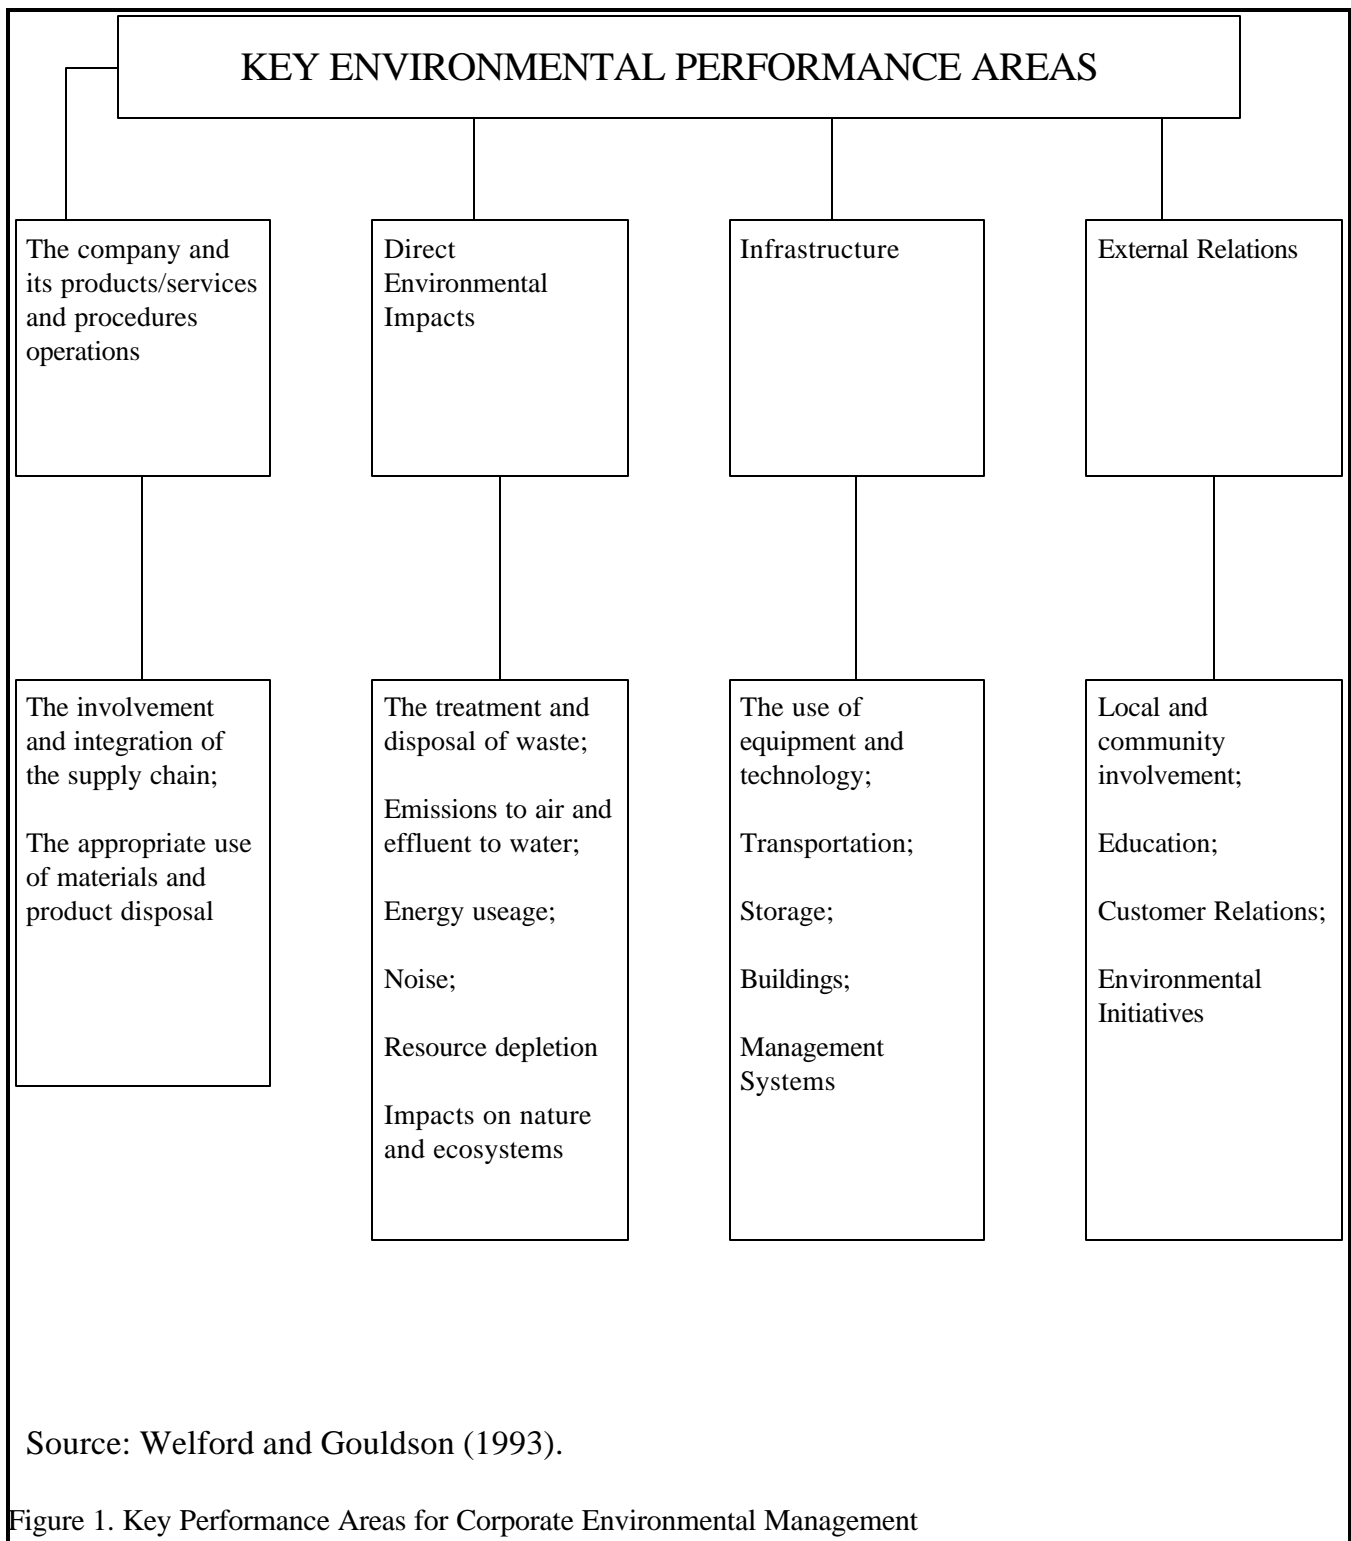 KEY ENVIRONMENTAL PERFORMANCE AREAS
The company and
its products/services
and procedures
operations
Direct
Environmental
Impacts
Infrastructure
External Relations
The involvement
and integration of
the supply chain;
The appropriate use
of materials and
product disposal
The treatment and
disposal of waste;
Emissions to air and
effluent to water;
Energy useage;
Noise;
Resource depletion
Impacts on nature
and ecosystems
The use of
equipment and
technology;
Transportation;
Storage;
Buildings;
Management
Systems
Local and
community
involvement;
Education;
Customer Relations;
Environmental
Initiatives
Source: Welford and Gouldson (1993).
Figure 1. Key Performance Areas for Corporate Environmental Management